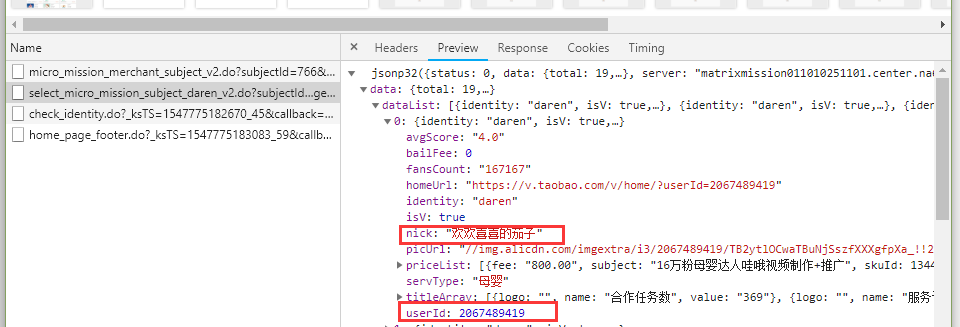 Name
Headers Preview Response Cookies Timing
micro_mission_merchant_subject_v2.do?subjectId=766&...
select_micro_mission_subject_daren_v2.do?subjectId...ge...
check_identity.do?_ksTS=1547775182670_45&callback=...
home_page_footer.do?_ksTS=1547775183083_59&callb...
jsonp32({status: 0, data: {total: 19,…}, server: "matrixmission011010251101.center.na
data: {total: 19,…}
dataList: [{identity: "daren", isV: true,…}, {identity: "daren", isV: true,…}, {iden
0: {identity: "daren", isV: true,…}
avgScore: "4.0"
bailFee: 0
fansCount: "167167"
homeUrl: "https://v.taobao.com/v/home/?userId=2067489419"
identity: "daren"
isV: true
nick: "欢欢喜喜的茄子"
picUrl: "//img.alicdn.com/imgextra/i3/2067489419/TB2ytlOCwaTBuNjSszfXXXgfpXa_!!2
priceList: [{fee: "800.00", subject: "16万粉母婴达人哇哦视频制作+推广", skuId: 1344
servType: "母婴"
titleArray: [{logo: "", name: "合作任务数", value: "369"}, {logo: "", name: "服务
userId: 2067489419